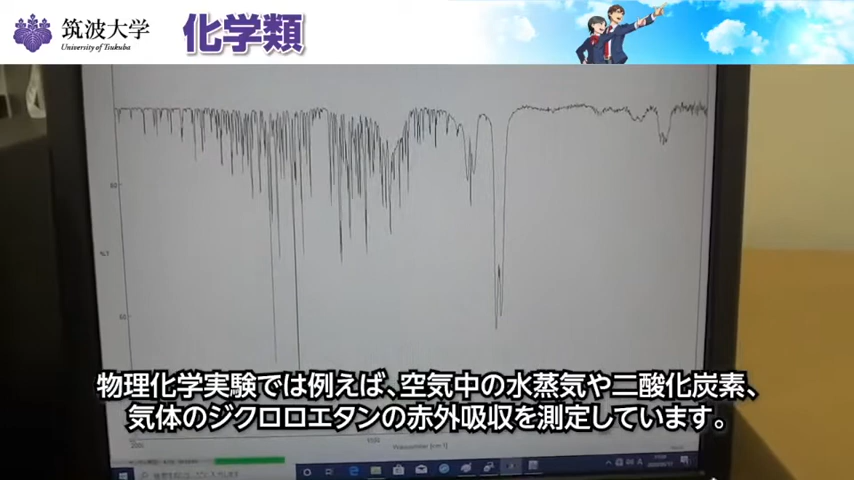 筑波大学
University of Tsukuba
化学類
80
%T
60
物理化学実験では例えば、空気中の水蒸気や二酸化炭素、
気体のジクロロエタンの赤外吸収を測定しています。